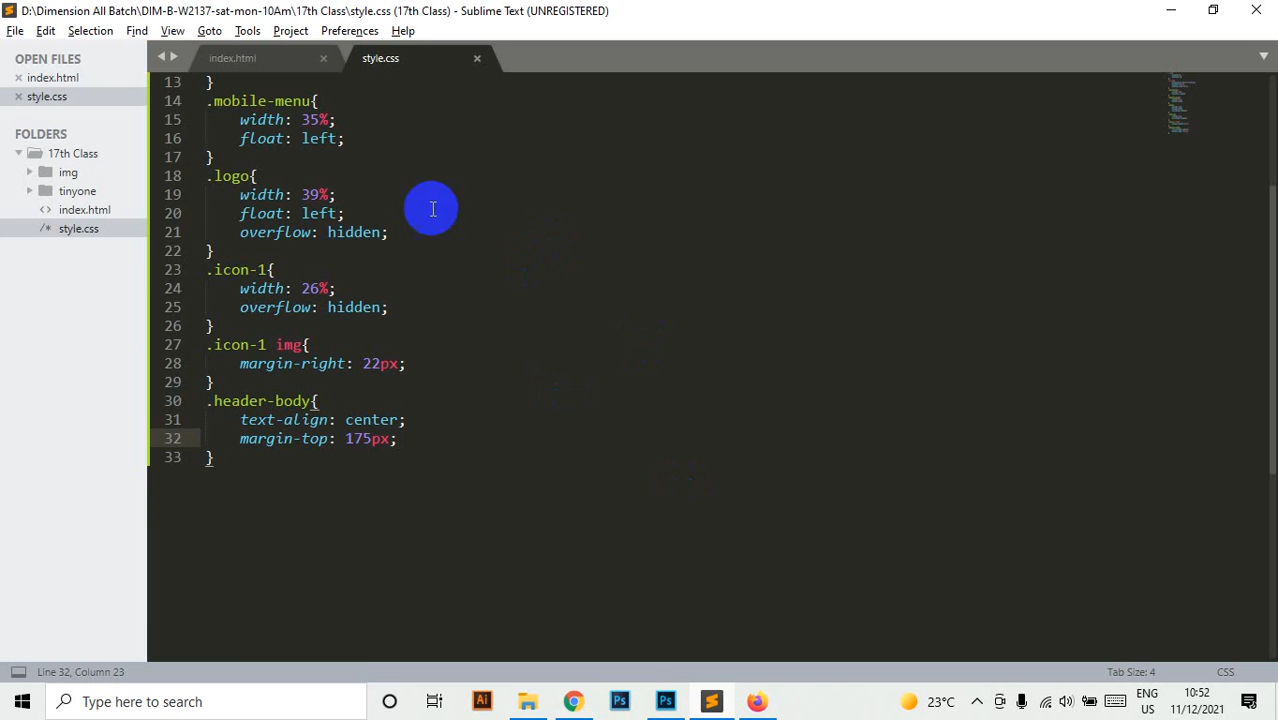 D:\Dimension All Batch\DIM-B-W2137-sat-mon-10Am\17th Class\style.css (17th Class) - Sublime Text (UNREGISTERED)
File Edit Selection Find View Goto Tools Project Preferences Help
OPEN FILES
index.html
style.css
FOLDERS
17th Class
img
tinyone
<> index.html
/* style.css
index.html
style.css
13 }
14 .mobile-menu{
15 width: 35%;
16 float: left;
17 }
18 .logo{
19 width: 39%;
20 float: left;
21 overflow: hidden;
22 }
23 .icon-1{
24 width: 26%;
25 overflow: hidden;
26 }
27 .icon-1 img{
28 margin-right: 22px;
29 }
30 .header-body{
31 text-align: center;
32 margin-top: 175px;
33 }
Line 32, Column 23
Tab Size: 4 CSS
Type here to search
Ai
Ps
Ps
23°C
ENG
US
10:52
11/12/2021